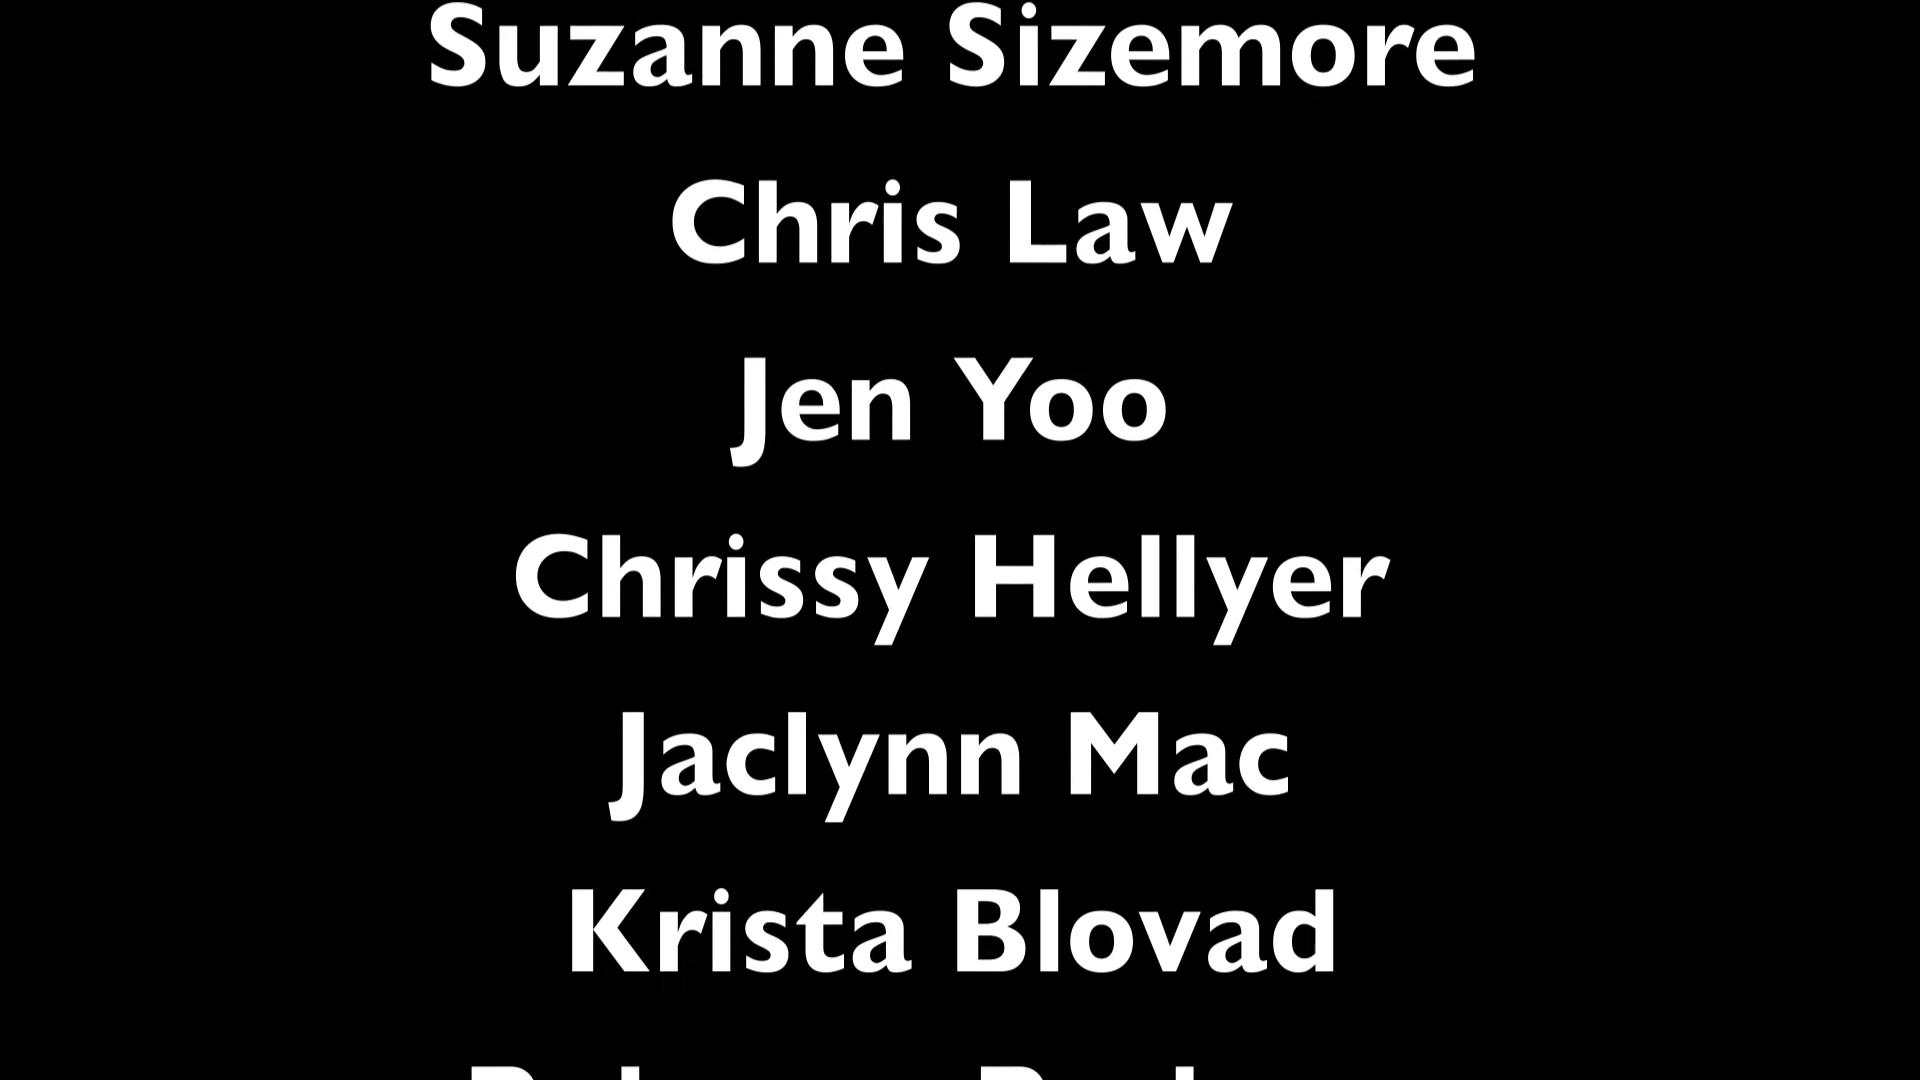 Suzanne Sizemore
Chris Law
Jen Yoo
Chrissy Hellyer
Jaclynn Mac
Krista Blovad